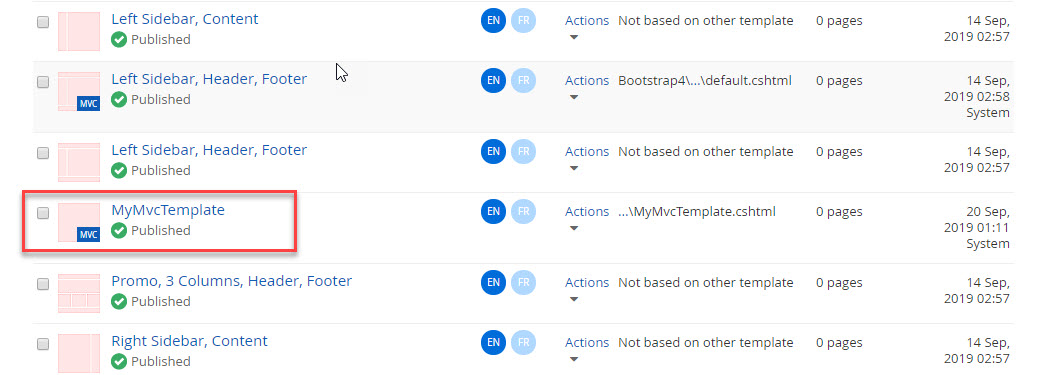 Left Sidebar, Content EN FR Actions Not based on other template 0 pages 14 Sep,
Published 2019 02:57
Left Sidebar, Header, Footer EN FR Actions Bootstrap4\...\default.cshtml 0 pages 14 Sep,
MVC Published 2019 02:58
System
Left Sidebar, Header, Footer EN FR Actions Not based on other template 0 pages 14 Sep,
Published 2019 02:57
MyMvcTemplate EN FR Actions ...\MyMvcTemplate.cshtml 0 pages 20 Sep,
MVC Published 2019 01:11
System
Promo, 3 Columns, Header, Footer EN FR Actions Not based on other template 0 pages 14 Sep,
Published 2019 02:57
Right Sidebar, Content EN FR Actions Not based on other template 0 pages 14 Sep,
Published 2019 02:57